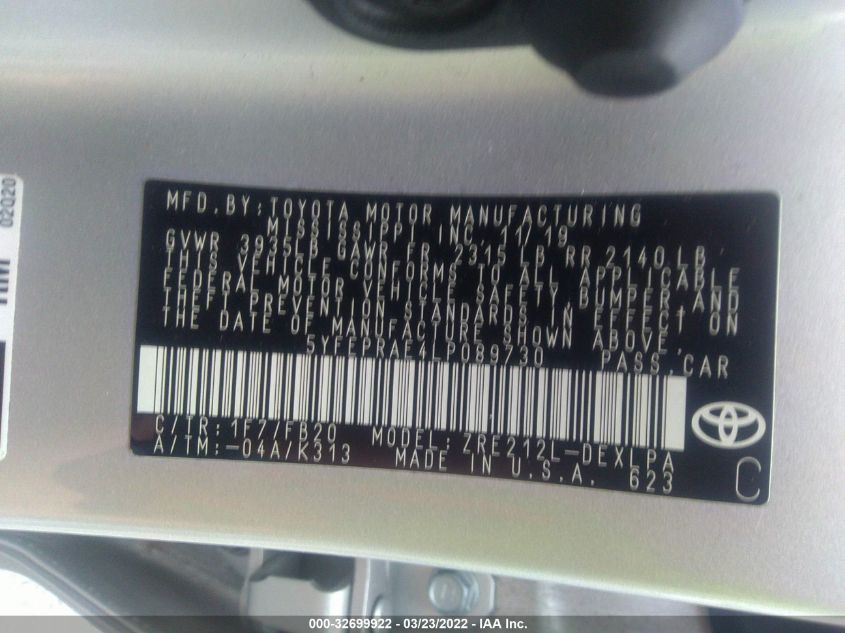 MFD.BY:TOYOTA MOTOR MANUFACTURING
MISSISSIPPI INC 11/19
GVWR 3935LB GAWR FR 2315 LB RR 2140LB
THIS VEHICLE CONFORMS TO ALL APPLICABLE
FEDERAL MOTOR VEHICLE SAFETY,BUMPER,AND
THEFT PREVENTION STANDARDS IN EFFECT ON
THE DATE OF MANUFACTURE SHOWN ABOVE.
5YFEPRAE4LP089730 PASS.CAR
C/TR:1F7/FB20 MODEL:ZRE212L-DEXLPA
A/TM:-04A/K313 MADE IN U.S.A. 623
C
02020
000-32699922 / 03/23/2022 — IAA Inc.